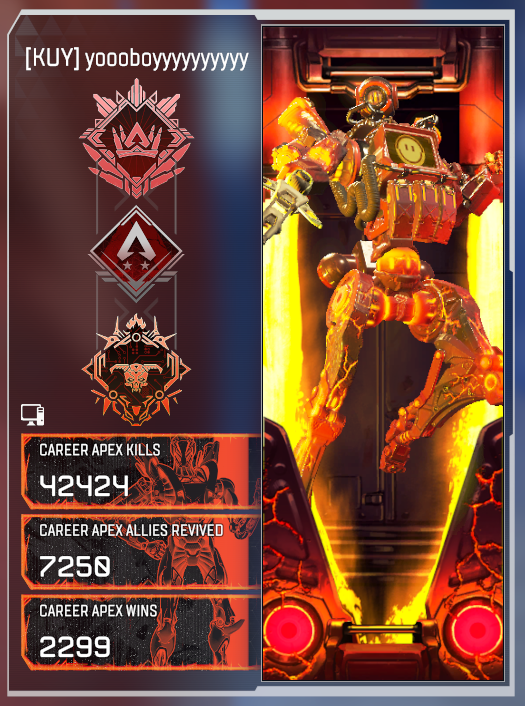 [KUY] yoooboyyyyyyyyyy
CAREER APEX KILLS
42424
CAREER APEX ALLIES REVIVED
7250
CAREER APEX WINS
2299